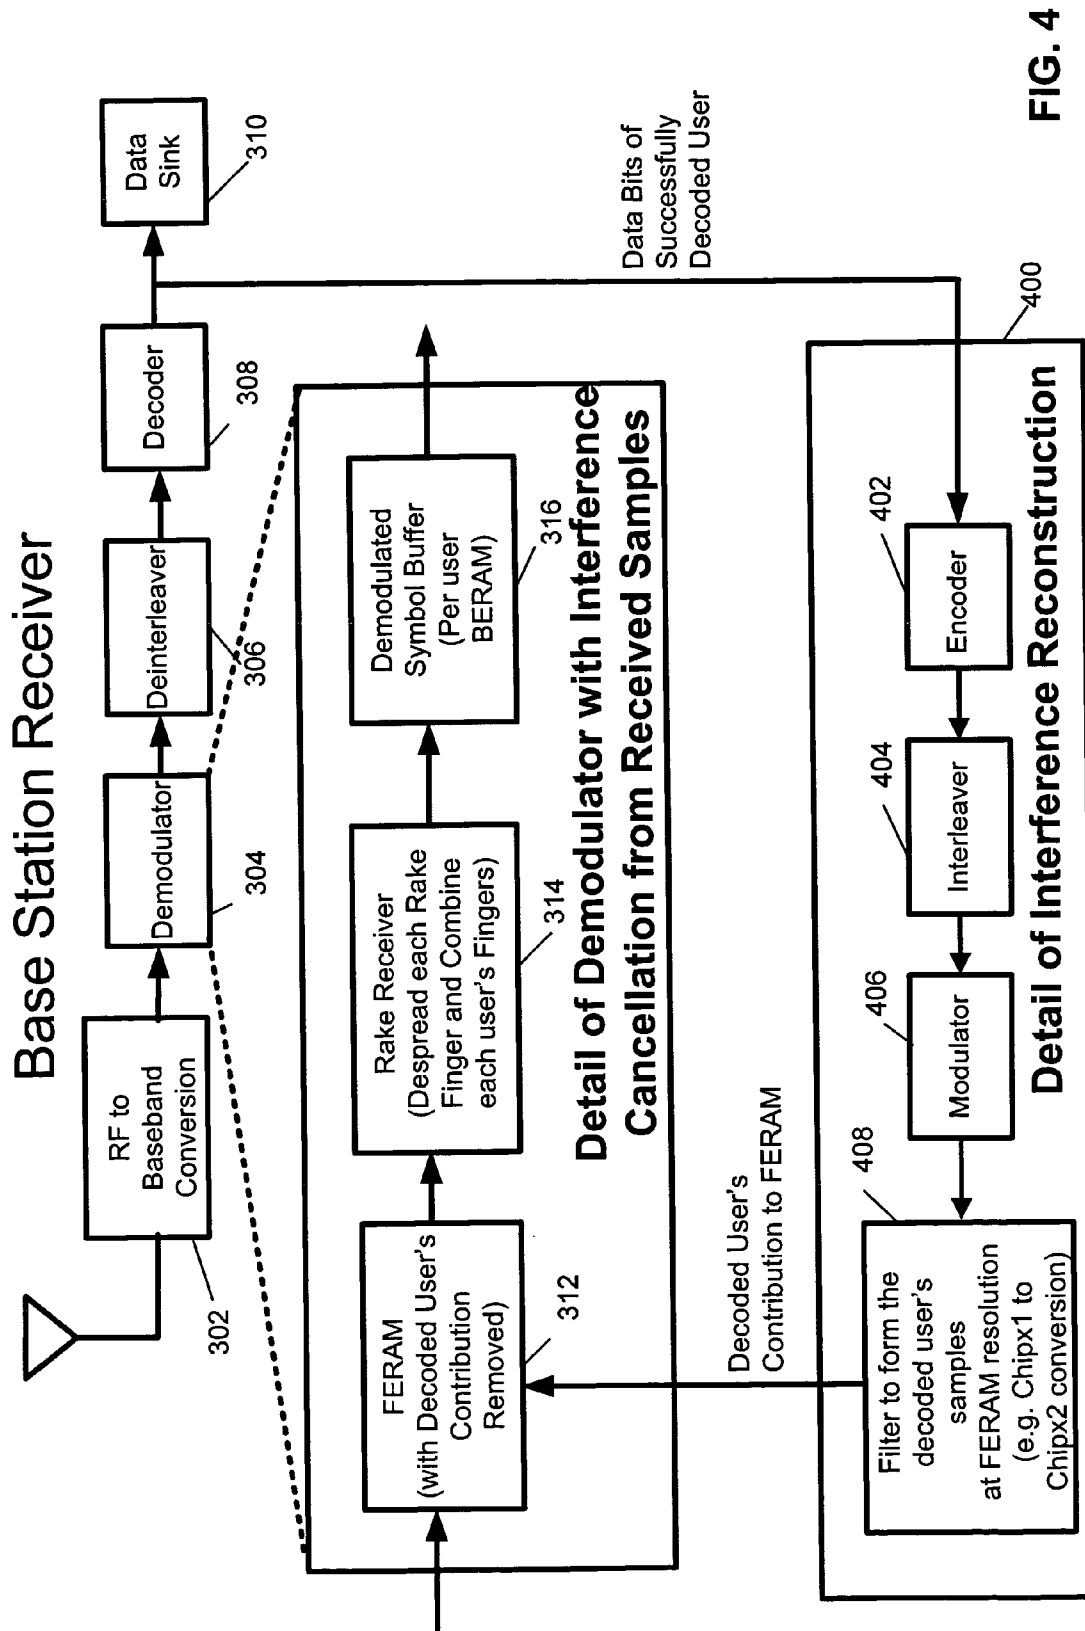 Base Station Receiver
RF to
Baseband
Conversion
302
Demodulator
304
Deinterleaver
306
Decoder
308
Data
Sink
310
FERAM
(with Decoded User's
Contribution
Removed)
312
Rake Receiver
(Despread each Rake
Finger and Combine
each user's Fingers)
314
Demodulated
Symbol Buffer
(Per user
BERAM)
316
Detail of Demodulator with Interference
Cancellation from Received Samples
Data Bits of
Successfully
Decoded User
Decoded User's
Contribution to FERAM
400
Filter to form the
decoded user's
samples
at FERAM resolution
(e.g. Chipx1 to
Chipx2 conversion)
408
Modulator
406
Interleaver
404
Encoder
402
Detail of Interference Reconstruction
FIG. 4